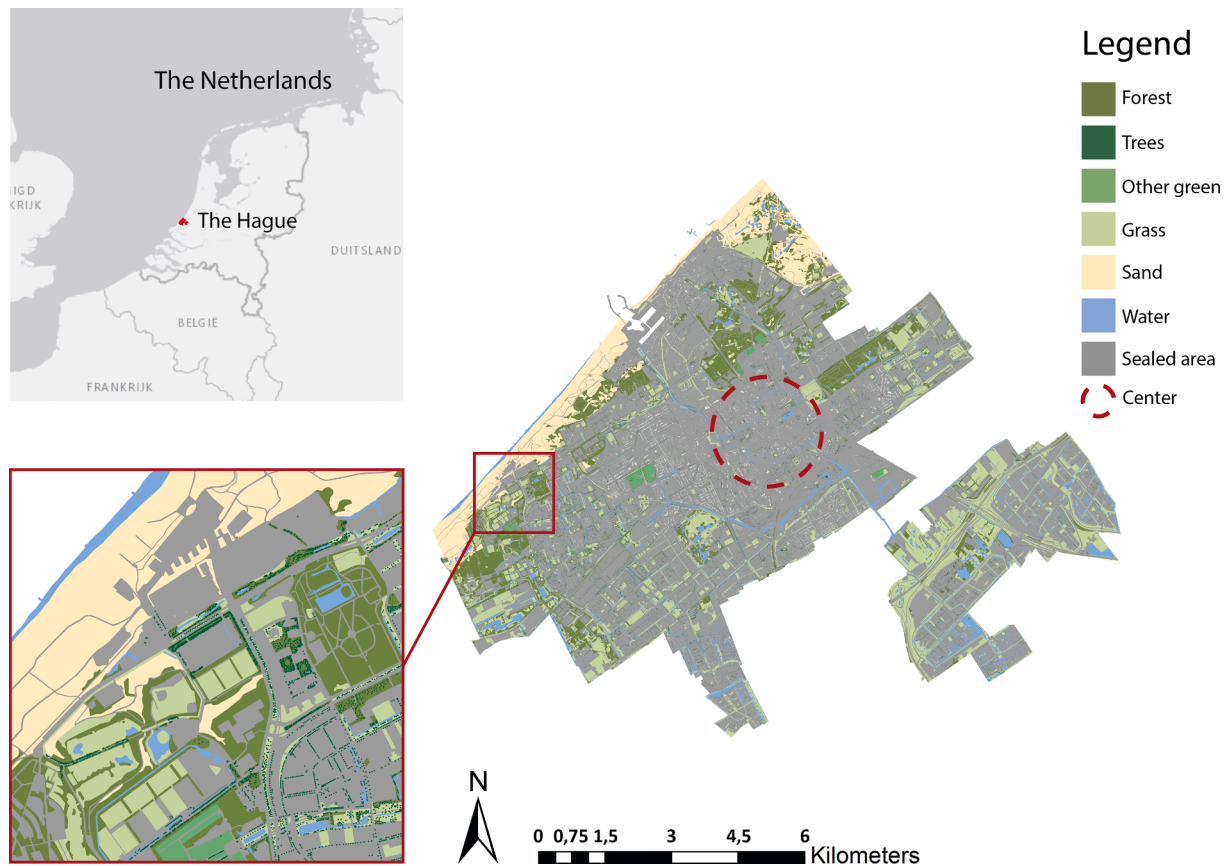 The Netherlands
IGD
KRIJK
The Hague
DUITSLAND
BELGIË
FRANKRIJK
Legend
Forest
Trees
Other green
Grass
Sand
Water
Sealed area
Center
N
0 0,75 1,5 3 4,5 6
Kilometers